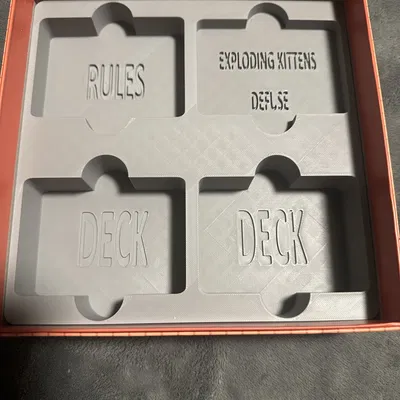 RULES
EXPLODING KITTENS
DEFUSE
DECK
DECK